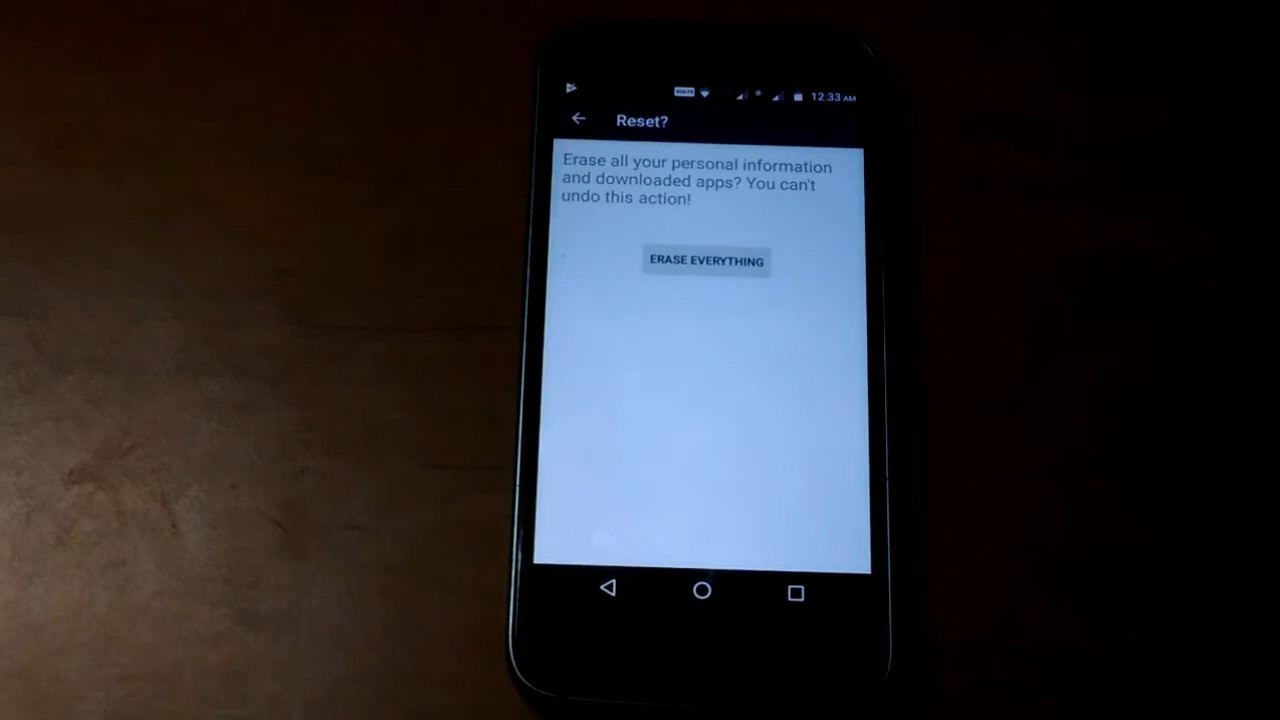 VoLTE 12:33 AM
Reset?
Erase all your personal information
and downloaded apps? You can't
undo this action!
ERASE EVERYTHING